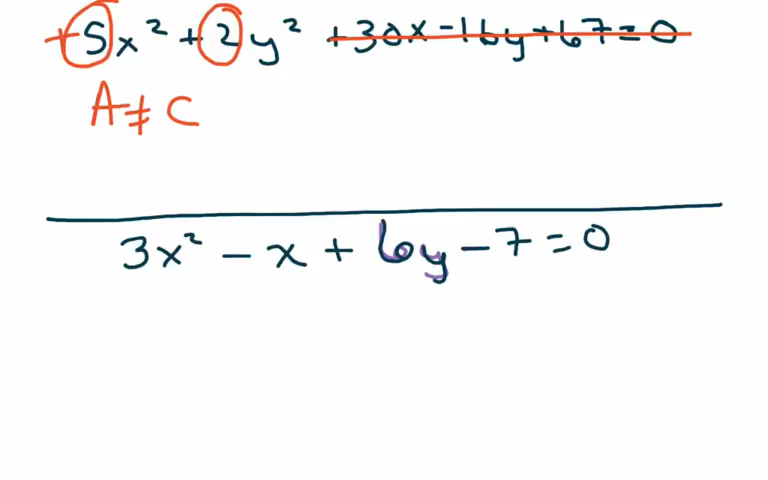 +5x² + 2y² +30x-16y+67=0
A ≠ C
3x² - x + 6y - 7 = 0